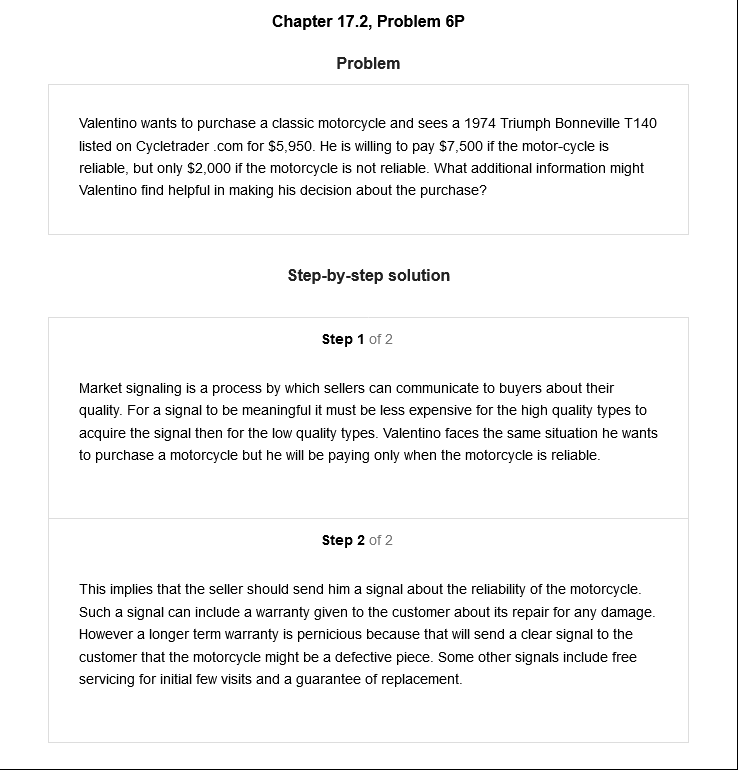 Chapter 17.2, Problem 6P
Problem
Valentino wants to purchase a classic motorcycle and sees a 1974 Triumph Bonneville T140
listed on Cycletrader .com for $5,950. He is willing to pay $7,500 if the motor-cycle is
reliable, but only $2,000 if the motorcycle is not reliable. What additional information might
Valentino find helpful in making his decision about the purchase?
Step-by-step solution
Step 1 of 2
Market signaling is a process by which sellers can communicate to buyers about their
quality. For a signal to be meaningful it must be less expensive for the high quality types to
acquire the signal then for the low quality types. Valentino faces the same situation he wants
to purchase a motorcycle but he will be paying only when the motorcycle is reliable.
Step 2 of 2
This implies that the seller should send him a signal about the reliability of the motorcycle.
Such a signal can include a warranty given to the customer about its repair for any damage.
However a longer term warranty is pernicious because that will send a clear signal to the
customer that the motorcycle might be a defective piece. Some other signals include free
servicing for initial few visits and a guarantee of replacement.